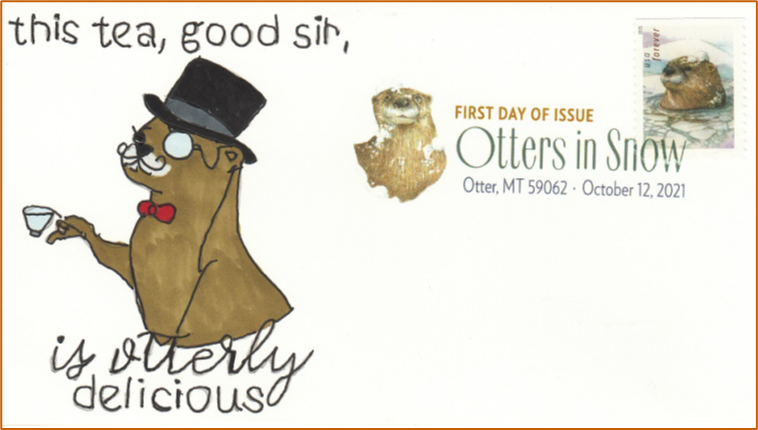 this tea, good sir,
is otterly
delicious
FIRST DAY OF ISSUE
Otters in Snow
Otter, MT 59062 · October 12, 2021
usa
forever